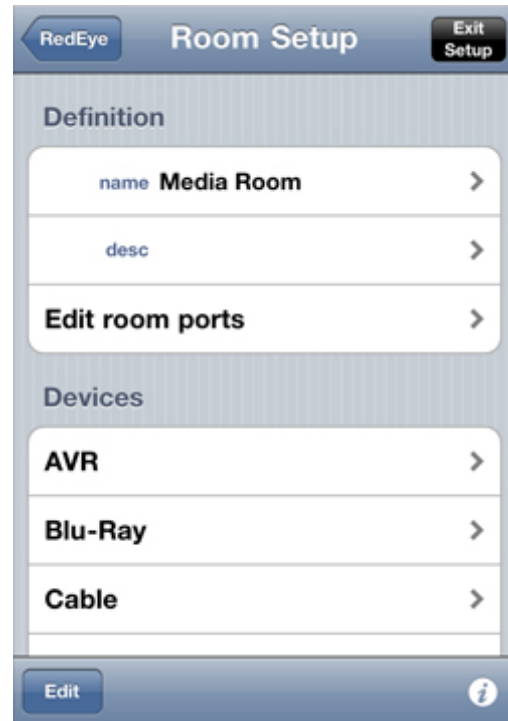 RedEye
Room Setup
Exit
Setup
Definition
name Media Room
desc
Edit room ports
Devices
AVR
Blu-Ray
Cable
Edit
i